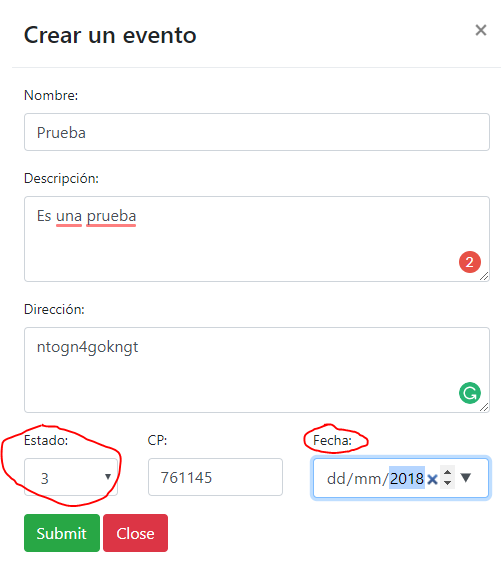 Crear un evento ×
Nombre:
Prueba
Descripción:
Es una prueba
2
Dirección:
ntogn4gokngt
Estado: CP: Fecha:
3 761145 dd/mm/2018
Submit Close